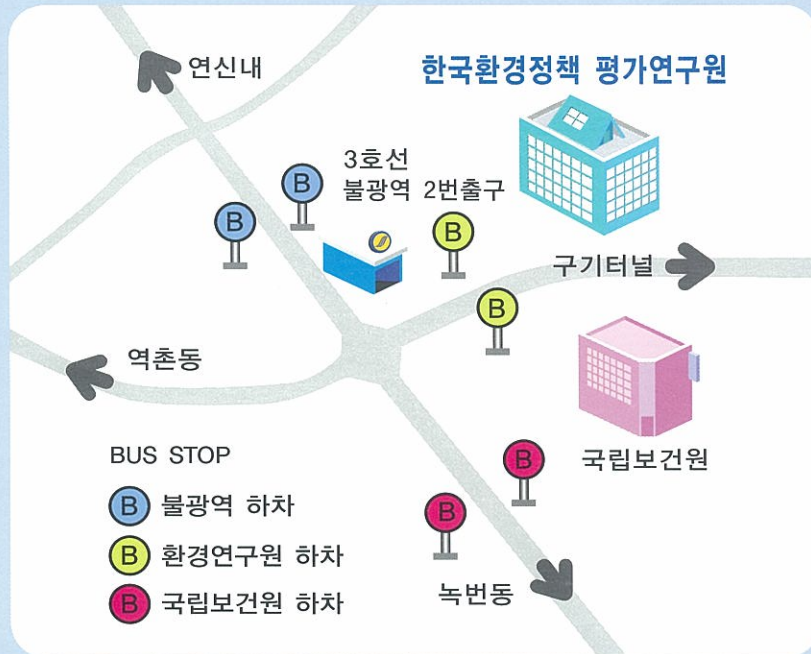 연신내
한국환경정책 평가연구원
3호선
불광역 2번출구
B
B
B
구기터널
B
역촌동
국립보건원
BUS STOP
B
B
B 불광역 하차
B 환경연구원 하차
녹번동
B 국립보건원 하차